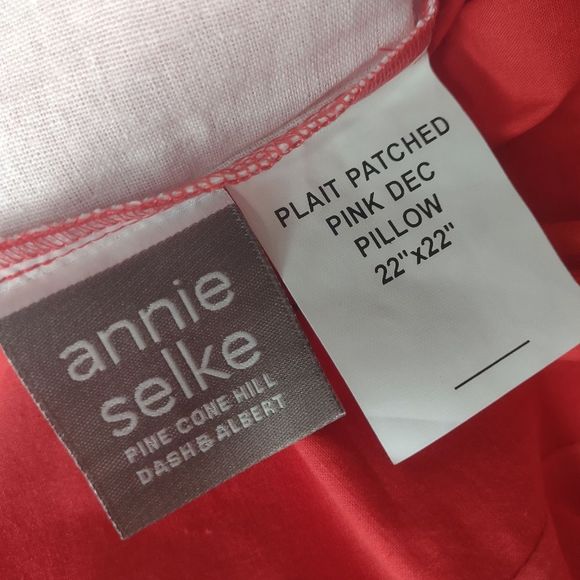 annie
selke
PINE CONE HILL
DASH & ALBERT
PLAIT PATCHED
PINK DEC
PILLOW
22"x22"